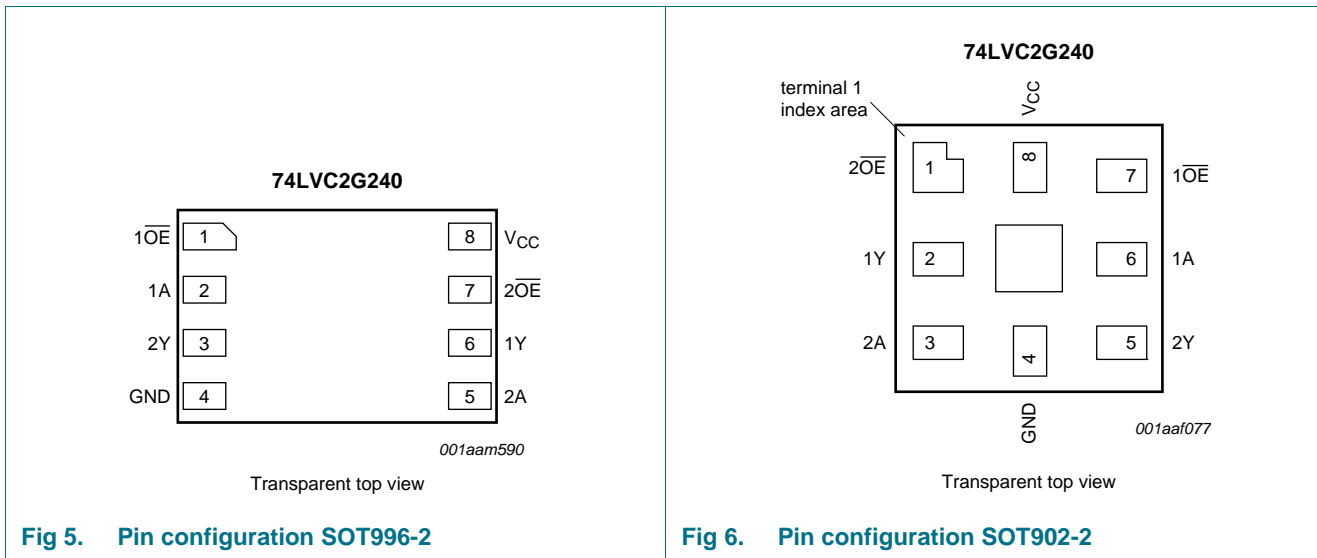 74LVC2G240
1OE 1 8 VCC
1A 2 7 2OE
2Y 3 6 1Y
GND 4 5 2A
001aam590
Transparent top view
Fig 5. Pin configuration SOT996-2
74LVC2G240
terminal 1
index area
VCC
2OE 1 8 7 1OE
1Y 2 6 1A
2A 3 4 5 2Y
GND
001aaf077
Transparent top view
Fig 6. Pin configuration SOT902-2